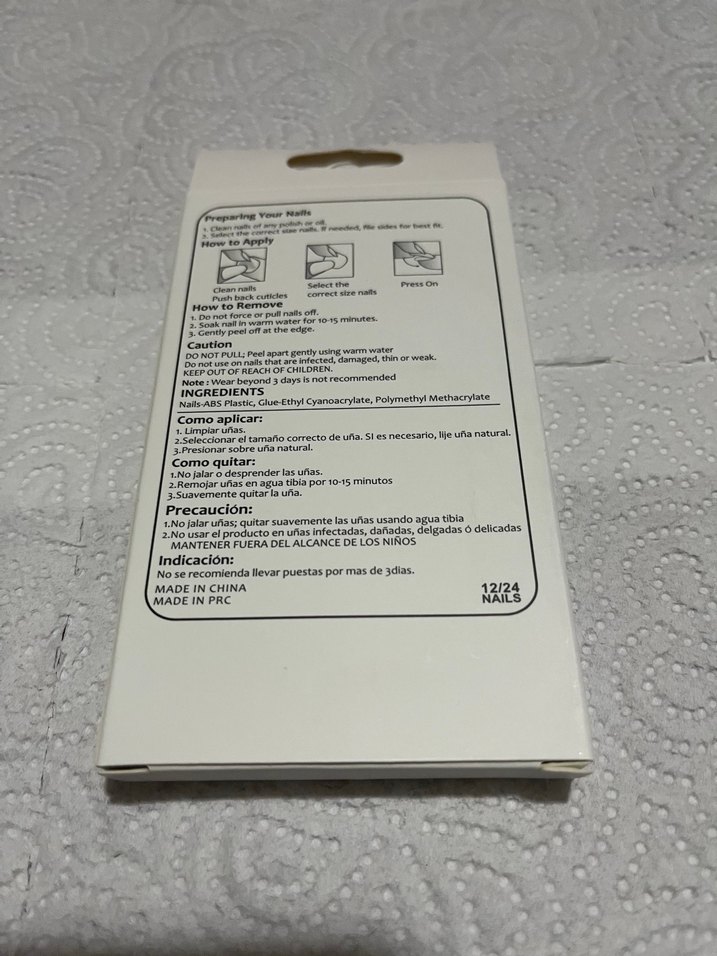 Preparing Your Nails
1. Clean nails of any polish or oil.
2. Select the correct size nails. If needed, file sides for best fit.
How to Apply
Clean nails
Push back cuticles
Select the
correct size nails
Press On
How to Remove
1. Do not force or pull nails off.
2. Soak nail in warm water for 10-15 minutes.
3. Gently peel off at the edge.
Caution
DO NOT PULL; Peel apart gently using warm water
Do not use on nails that are infected, damaged, thin or weak.
KEEP OUT OF REACH OF CHILDREN.
Note : Wear beyond 3 days is not recommended
INGREDIENTS
Nails-ABS Plastic, Glue-Ethyl Cyanoacrylate, Polymethyl Methacrylate
Como aplicar:
1. Limpiar uñas.
2.Seleccionar el tamaño correcto de uña. SI es necesario, lije uña natural.
3.Presionar sobre uña natural.
Como quitar:
1.No jalar o desprender las uñas.
2.Remojar uñas en agua tibia por 10-15 minutos
3.Suavemente quitar la uña.
Precaución:
1.No jalar uñas; quitar suavemente las uñas usando agua tibia
2.No usar el producto en uñas infectadas, dañadas, delgadas ó delicadas
MANTENER FUERA DEL ALCANCE DE LOS NIÑOS
Indicación:
No se recomienda llevar puestas por mas de 3dias.
MADE IN CHINA
MADE IN PRC
12/24
NAILS